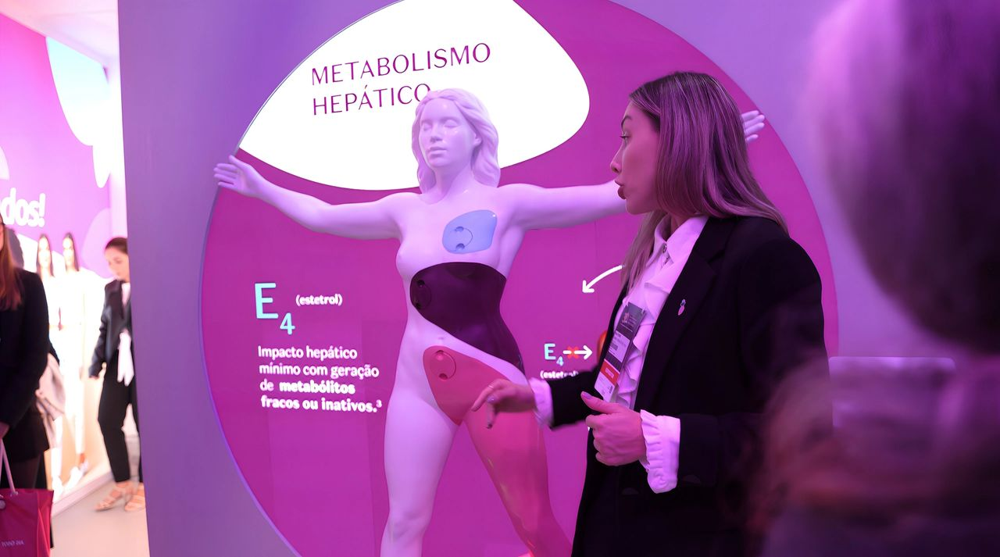 METABOLISMO
HEPÁTICO
dos!
E4 (estetrol)
Impacto hepático
mínimo com geração
de metabólitos
fracos ou inativos.³
E4